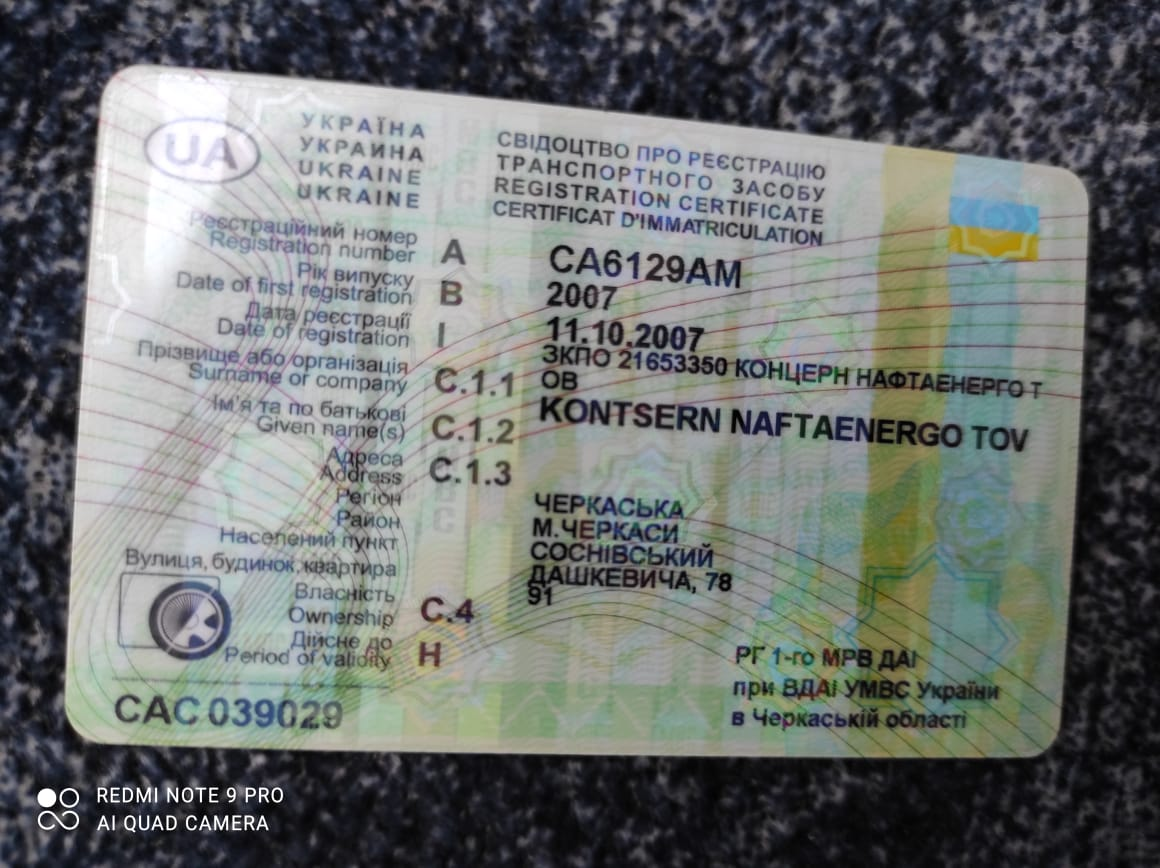 UA
УКРАЇНА
УКРАИНА
UKRAINE
UKRAINE
СВІДОЦТВО ПРО РЕЄСТРАЦІЮ
ТРАНСПОРТНОГО ЗАСОБУ
REGISTRATION CERTIFICATE
CERTIFICAT D'IMMATRICULATION
Реєстраційний номер
Registration number A CA6129AM
Рік випуску
Date of first registration B 2007
Дата реєстрації
Date of registration I 11.10.2007
Прізвище або організація
Surname or company C.1.1 ЗКПО 21653350 КОНЦЕРН НАФТАЕНЕРГО Т
ОВ
Ім'я та по батькові
Given name(s) C.1.2 KONTSERN NAFTAENERGO TOV
Адреса
Address C.1.3
Регіон ЧЕРКАСЬКА
Район М.ЧЕРКАСИ
Населений пункт СОСНІВСЬКИЙ
Вулиця, будинок, квартира ДАШКЕВИЧА, 78
91
Власність
Ownership C.4
Дійсне до
Period of validity H
РГ 1-го МРВ ДАІ
при ВДАІ УМВС України
в Черкаській області
CAC 039029
REDMI NOTE 9 PRO
AI QUAD CAMERA